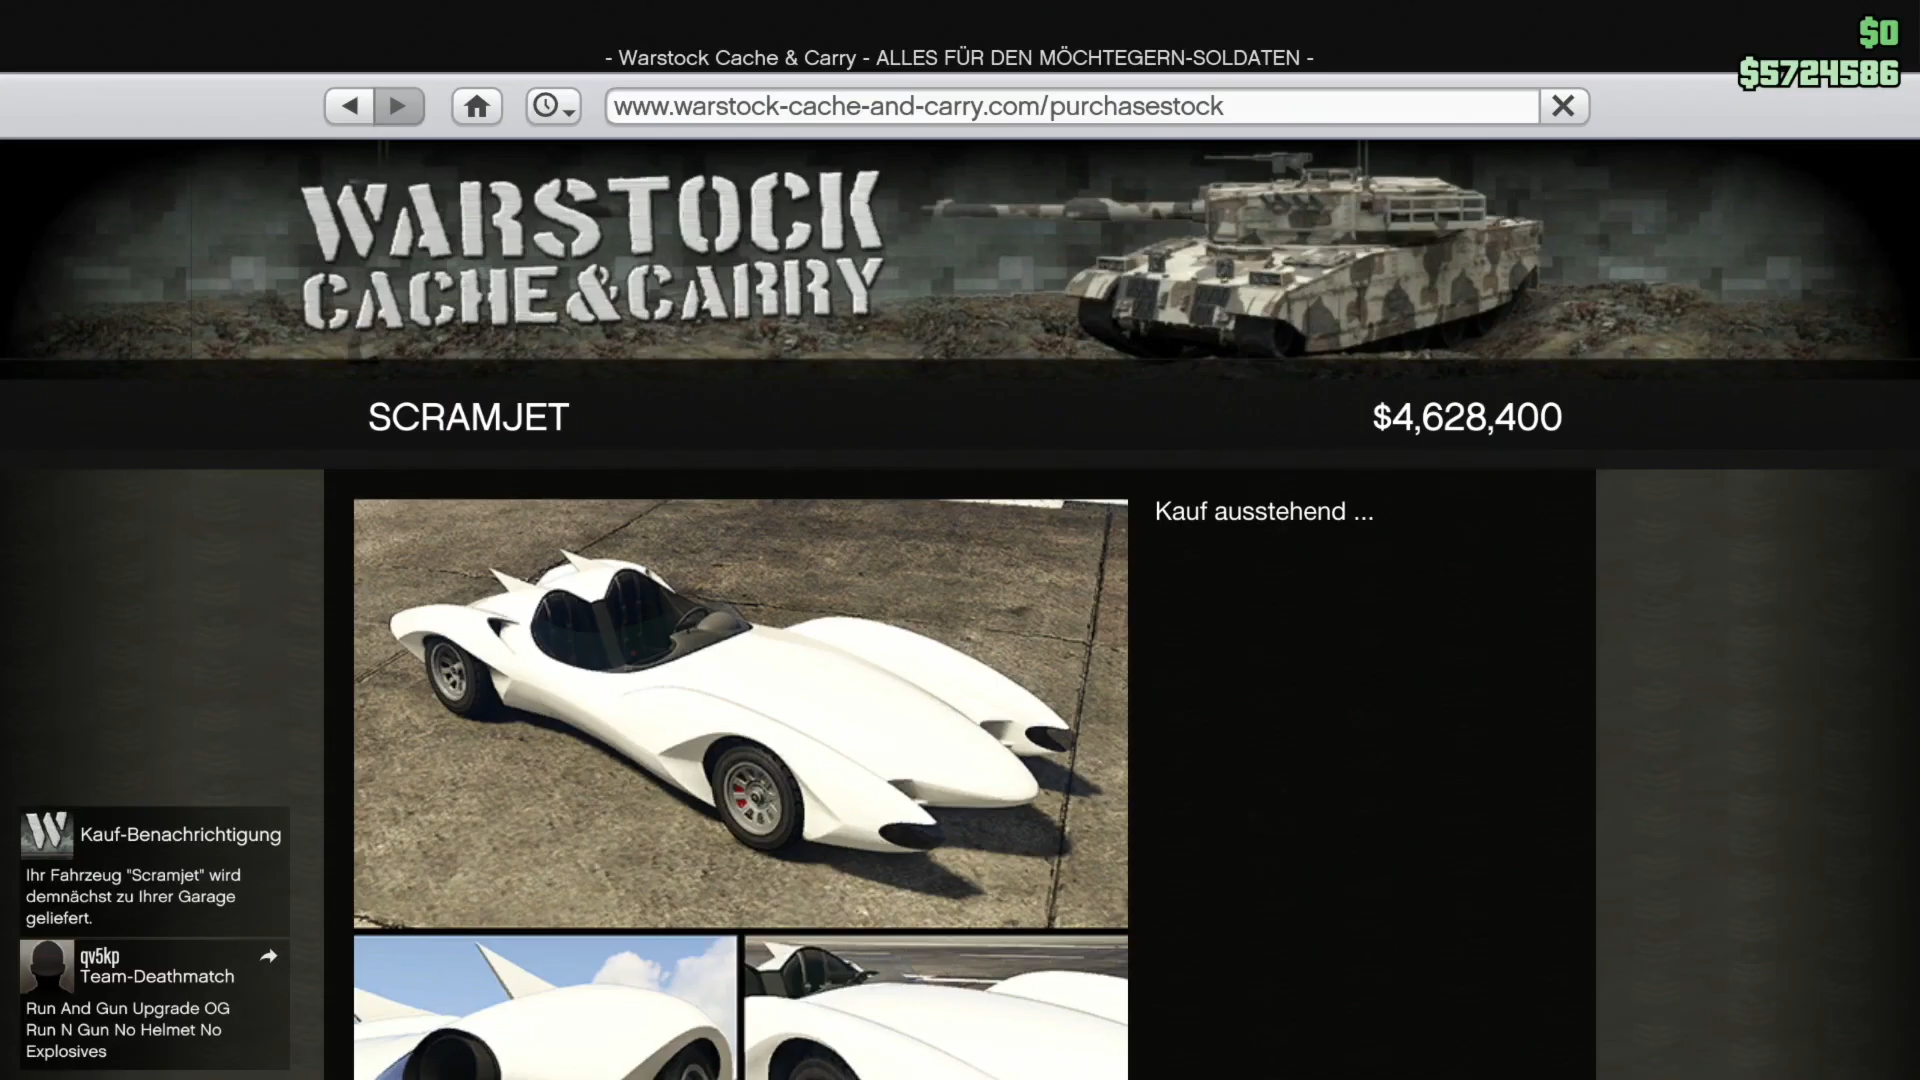 $0
$5724586
- Warstock Cache & Carry - ALLES FÜR DEN MÖCHTEGERN-SOLDATEN -
www.warstock-cache-and-carry.com/purchasestock
WARSTOCK
CACHE & CARRY
SCRAMJET
$4,628,400
Kauf ausstehend ...
W
Kauf-Benachrichtigung
Ihr Fahrzeug "Scramjet" wird
demnächst zu Ihrer Garage
geliefert.
qv5kp
Team-Deathmatch
Run And Gun Upgrade OG
Run N Gun No Helmet No
Explosives